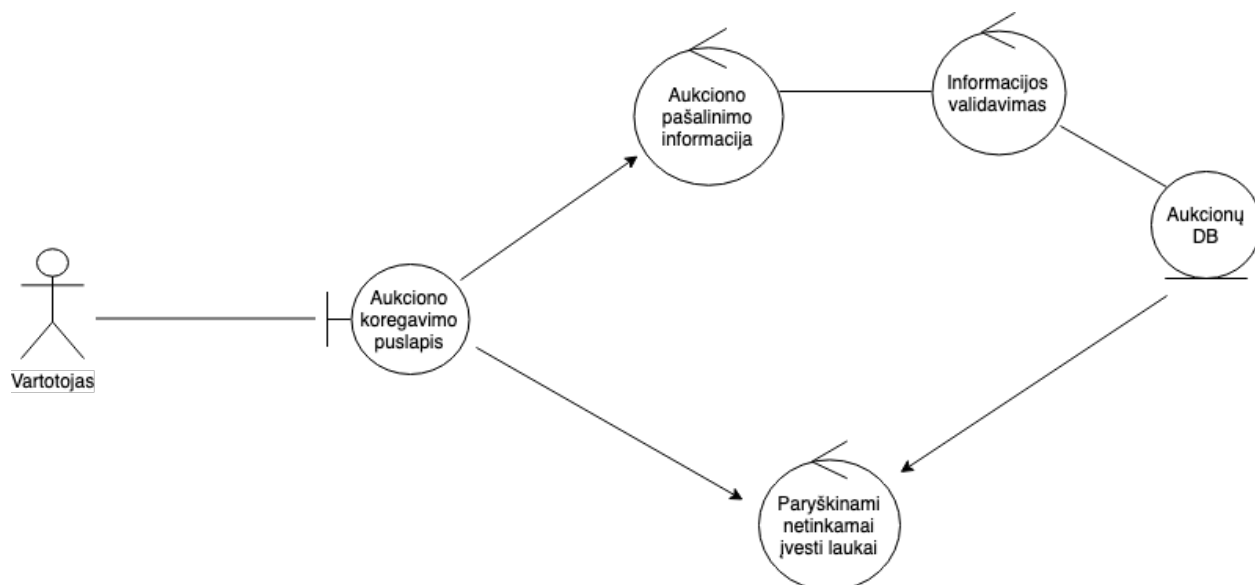 Aukciono
pašalinimo
informacija
Informacijos
validavimas
Aukcionų
DB
Aukciono
koregavimo
puslapis
Vartotojas
Paryškinami
netinkamai
įvesti laukai